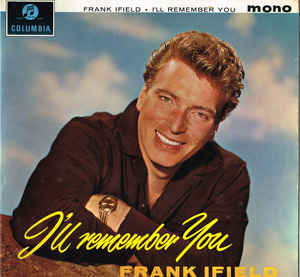 COLUMBIA
FRANK IFIELD • I'LL REMEMBER YOU
mono
I'll remember You
FRANK IFIELD